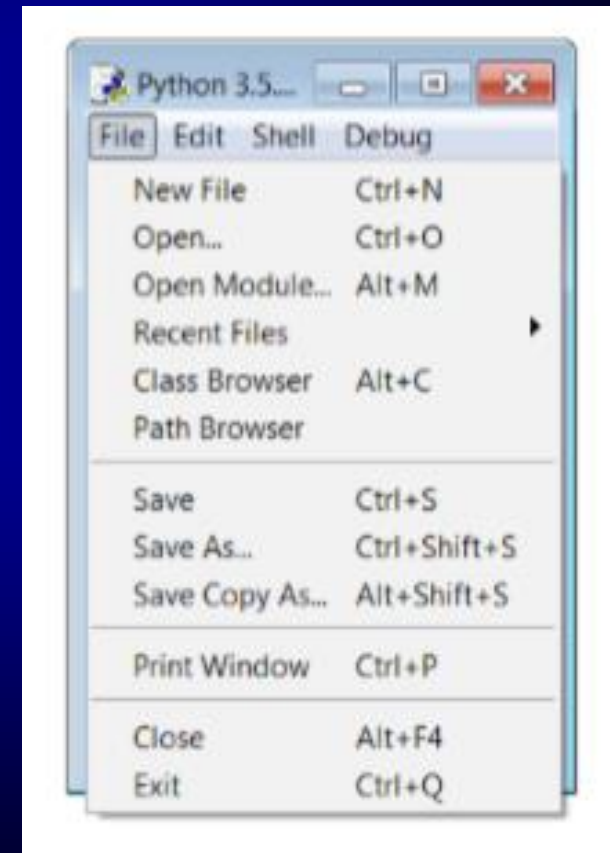 Python 3.5....
File Edit Shell Debug
New File Ctrl+N
Open... Ctrl+O
Open Module... Alt+M
Recent Files
Class Browser Alt+C
Path Browser
Save Ctrl+S
Save As... Ctrl+Shift+S
Save Copy As... Alt+Shift+S
Print Window Ctrl+P
Close Alt+F4
Exit Ctrl+Q